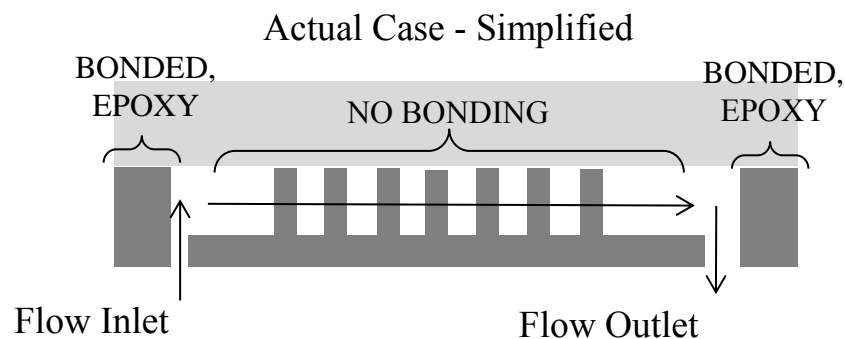 Actual Case - Simplified
BONDED,
EPOXY
NO BONDING
BONDED,
EPOXY
Flow Inlet
Flow Outlet